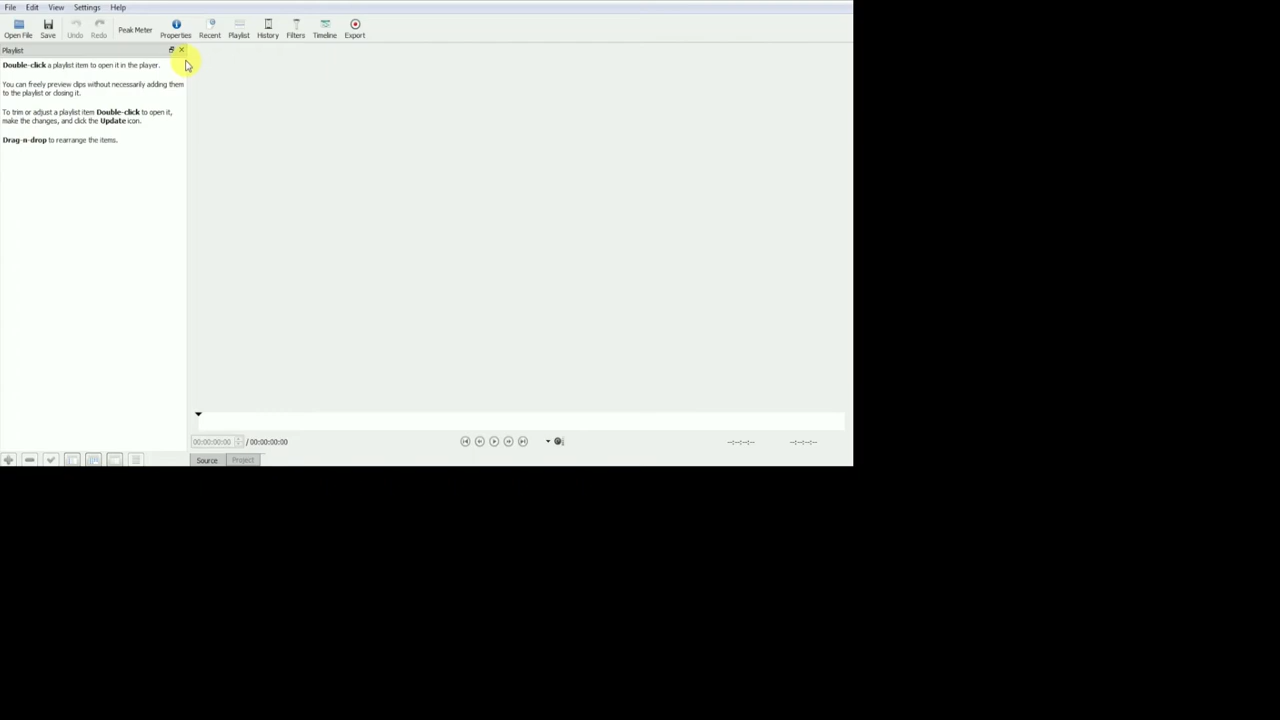 File Edit View Settings Help
Open File Save Undo Redo Peak Meter Properties Recent Playlist History Filters Timeline Export
Playlist
Double-click a playlist item to open it in the player.
You can freely preview clips without necessarily adding them
to the playlist or closing it.
To trim or adjust a playlist item Double-click to open it,
make the changes, and click the Update icon.
Drag-n-drop to rearrange the items.
00:00:00:00 / 00:00:00:00 --:--:--:-- --:--:--:--
Source Project